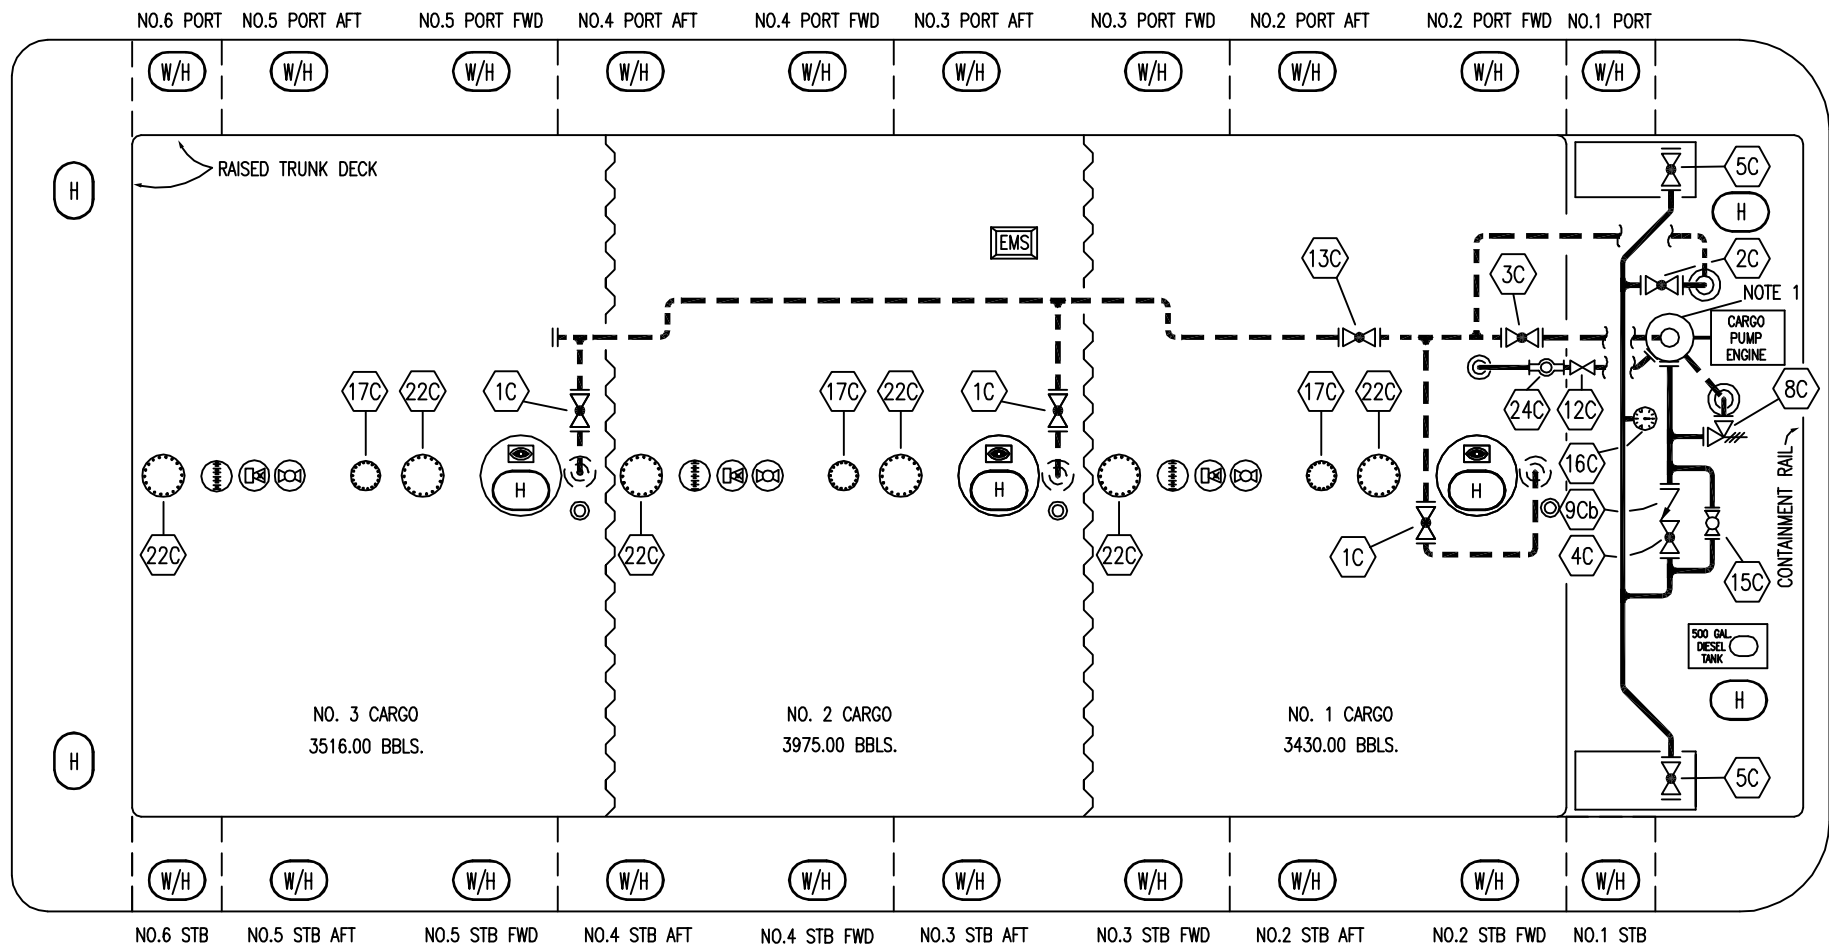 NO.6 PORT
NO.5 PORT AFT
NO.5 PORT FWD
NO.4 PORT AFT
NO.4 PORT FWD
NO.3 PORT AFT
NO.3 PORT FWD
NO.2 PORT AFT
NO.2 PORT FWD
NO.1 PORT
W/H
W/H
W/H
W/H
W/H
W/H
W/H
W/H
W/H
W/H
RAISED TRUNK DECK
5C
H
H
EMS
13C
3C
2C
NOTE 1
CARGO
PUMP
ENGINE
17C
22C
1C
17C
22C
1C
17C
22C
24C
12C
8C
16C
CONTAINMENT RAIL
H
H
H
9Cb
22C
22C
22C
1C
4C
15C
500 GAL.
DIESEL
TANK
H
NO. 3 CARGO
3516.00 BBLS.
NO. 2 CARGO
3975.00 BBLS.
NO. 1 CARGO
3430.00 BBLS.
H
5C
W/H
W/H
W/H
W/H
W/H
W/H
W/H
W/H
W/H
W/H
NO.6 STB
NO.5 STB AFT
NO.5 STB FWD
NO.4 STB AFT
NO.4 STB FWD
NO.3 STB AFT
NO.3 STB FWD
NO.2 STB AFT
NO.2 STB FWD
NO.1 STB